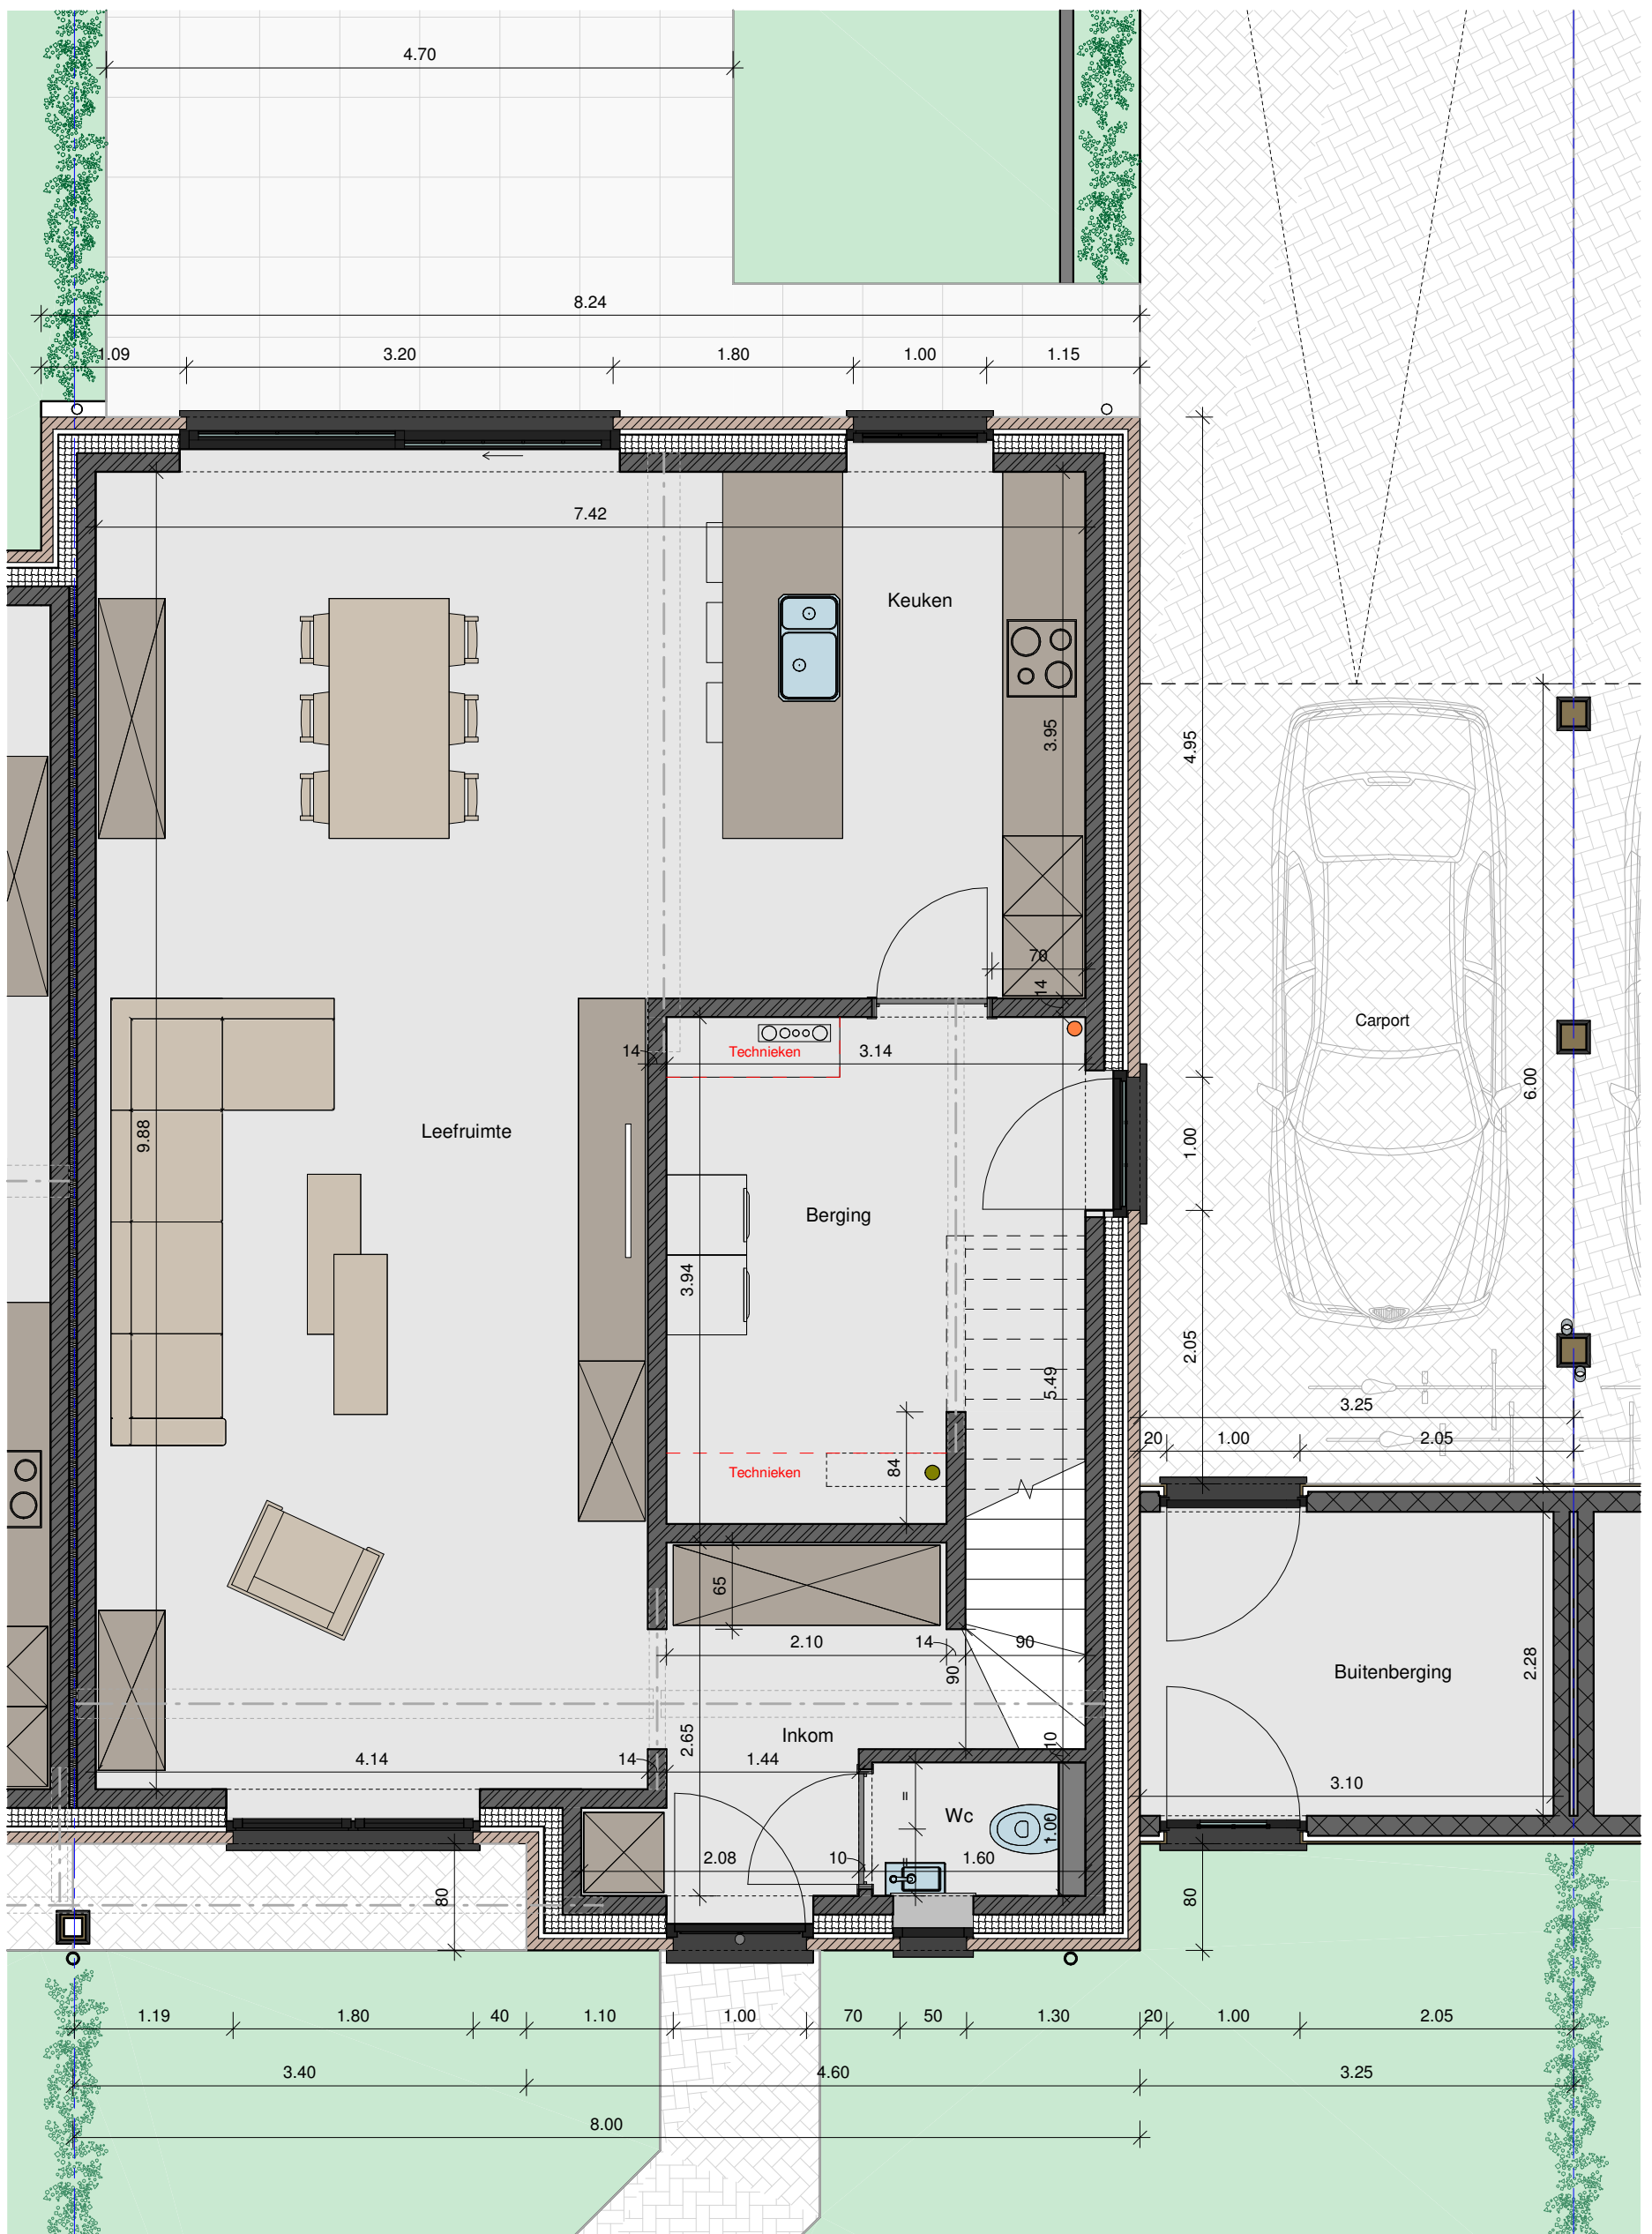 4.70
8.24
1.09 3.20 1.80 1.00 1.15
7.42
Keuken
3.95
4.95
70
14
Carport
Technieken
14
3.14
6.00
9.88
Leefruimte
1.00
Berging
3.94
2.05
5.49
3.25
20 1.00 2.05
84
Technieken
65
2.10 14 90
90
Buitenberging
2.28
Inkom
2.65
10
4.14 14 1.44
3.10
Wc
=
=
1.00
2.08 10 1.60
80
80
1.19 1.80 40 1.10 1.00 70 50 1.30 20 1.00 2.05
3.40 4.60 3.25
8.00